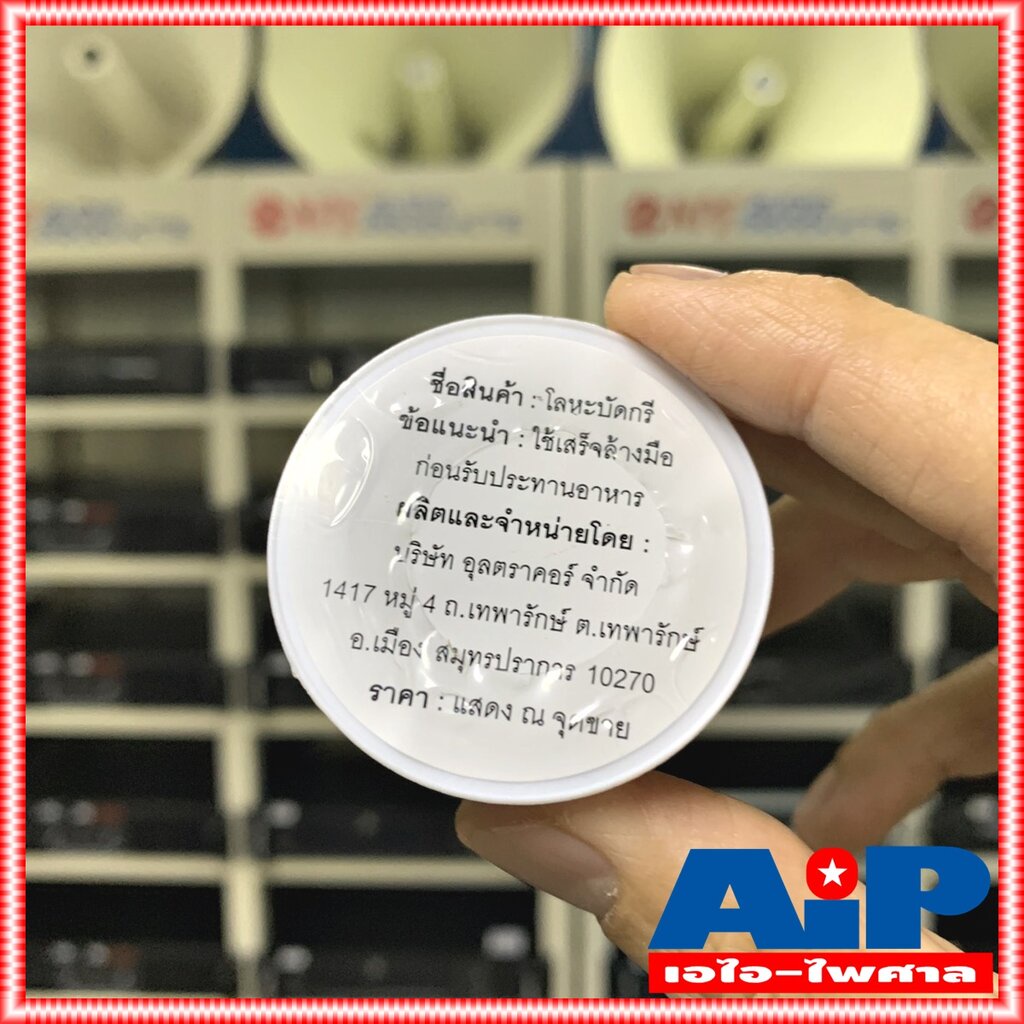 ชื่อสินค้า : โลหะบัดกรี
ข้อแนะนำ : ใช้เสร็จล้างมือ
ก่อนรับประทานอาหาร
ผลิตและจำหน่ายโดย :
บริษัท อุลตราคอร์ จำกัด
1417 หมู่ 4 ถ.เทพารักษ์ ต.เทพารักษ์
อ.เมือง สมุทรปราการ 10270
ราคา : แสดง ณ จุดขาย
AiP
เอไอ-ไพศาล